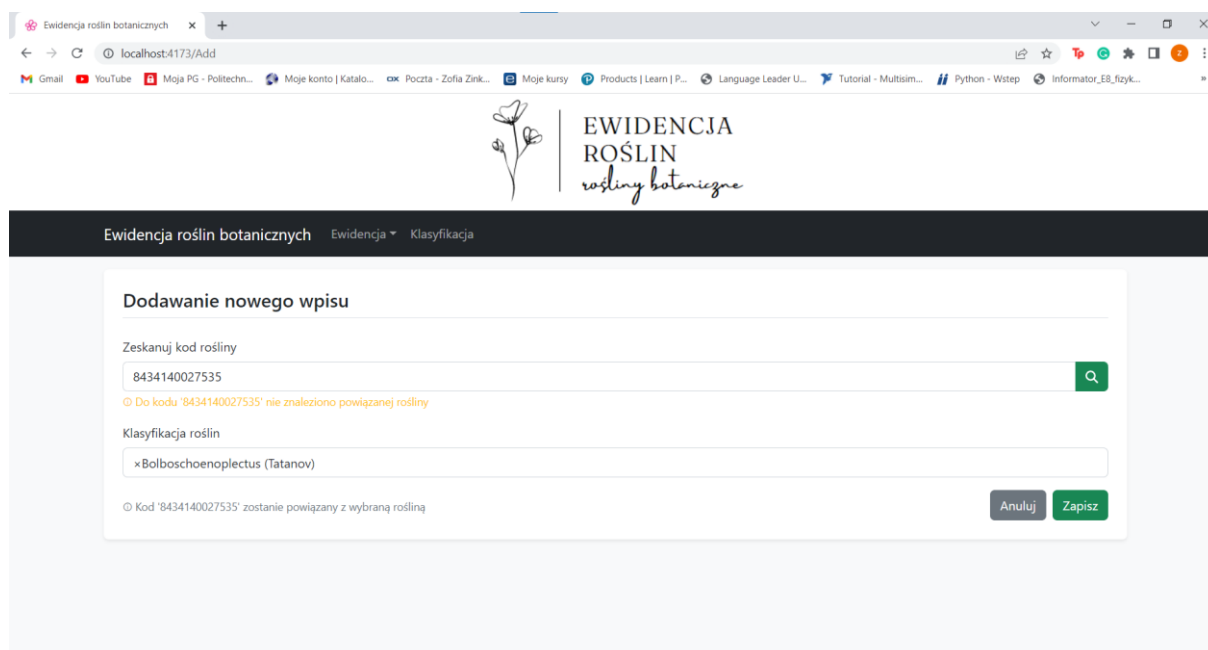 Ewidencja roślin botanicznych
localhost:4173/Add
Gmail YouTube Moja PG - Politechn... Moje konto | Katalo... Poczta - Zofia Zink... Moje kursy Products | Learn | P... Language Leader U... Tutorial - Multisim... Python - Wstep Informator_E8_fizyk... »
EWIDENCJA
ROŚLIN
rośliny botaniczne
Ewidencja roślin botanicznych Ewidencja Klasyfikacja
Dodawanie nowego wpisu
Zeskanuj kod rośliny
8434140027535
Do kodu '8434140027535' nie znaleziono powiązanej rośliny
Klasyfikacja roślin
×Bolboschoenoplectus (Tatanov)
Kod '8434140027535' zostanie powiązany z wybraną rośliną
Anuluj Zapisz